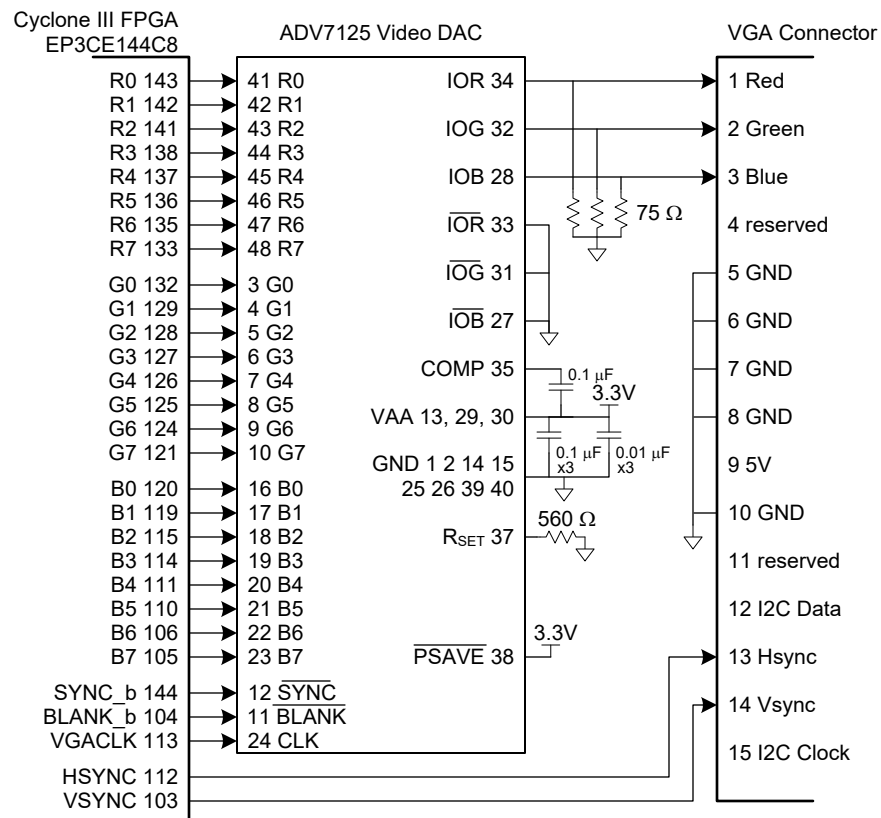 Cyclone III FPGA
EP3CE144C8
ADV7125 Video DAC
VGA Connector
R0 143
R1 142
R2 141
R3 138
R4 137
R5 136
R6 135
R7 133
G0 132
G1 129
G2 128
G3 127
G4 126
G5 125
G6 124
G7 121
B0 120
B1 119
B2 115
B3 114
B4 111
B5 110
B6 106
B7 105
SYNC_b 144
BLANK_b 104
VGACLK 113
HSYNC 112
VSYNC 103
41 R0
42 R1
43 R2
44 R3
45 R4
46 R5
47 R6
48 R7
3 G0
4 G1
5 G2
6 G3
7 G4
8 G5
9 G6
10 G7
16 B0
17 B1
18 B2
19 B3
20 B4
21 B5
22 B6
23 B7
12 SYNC
11 BLANK
24 CLK
IOR 34
IOG 32
IOB 28
IOR 33
IOG 31
IOB 27
COMP 35
VAA 13, 29, 30
GND 1 2 14 15
25 26 39 40
RSET 37
PSAVE 38
75 Ω
0.1 μF
3.3V
0.1 μF
x3
0.01 μF
x3
560 Ω
3.3V
1 Red
2 Green
3 Blue
4 reserved
5 GND
6 GND
7 GND
8 GND
9 5V
10 GND
11 reserved
12 I2C Data
13 Hsync
14 Vsync
15 I2C Clock